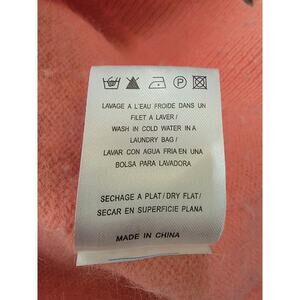 LAVAGE A L'EAU FROIDE DANS UN
FILET A LAVER/
WASH IN COLD WATER IN A
LAUNDRY BAG/
LAVAR CON AGUA FRIA EN UNA
BOLSA PARA LAVADORA
SECHAGE A PLAT/DRY FLAT/
SECAR EN SUPERFICIE PLANA
MADE IN CHINA